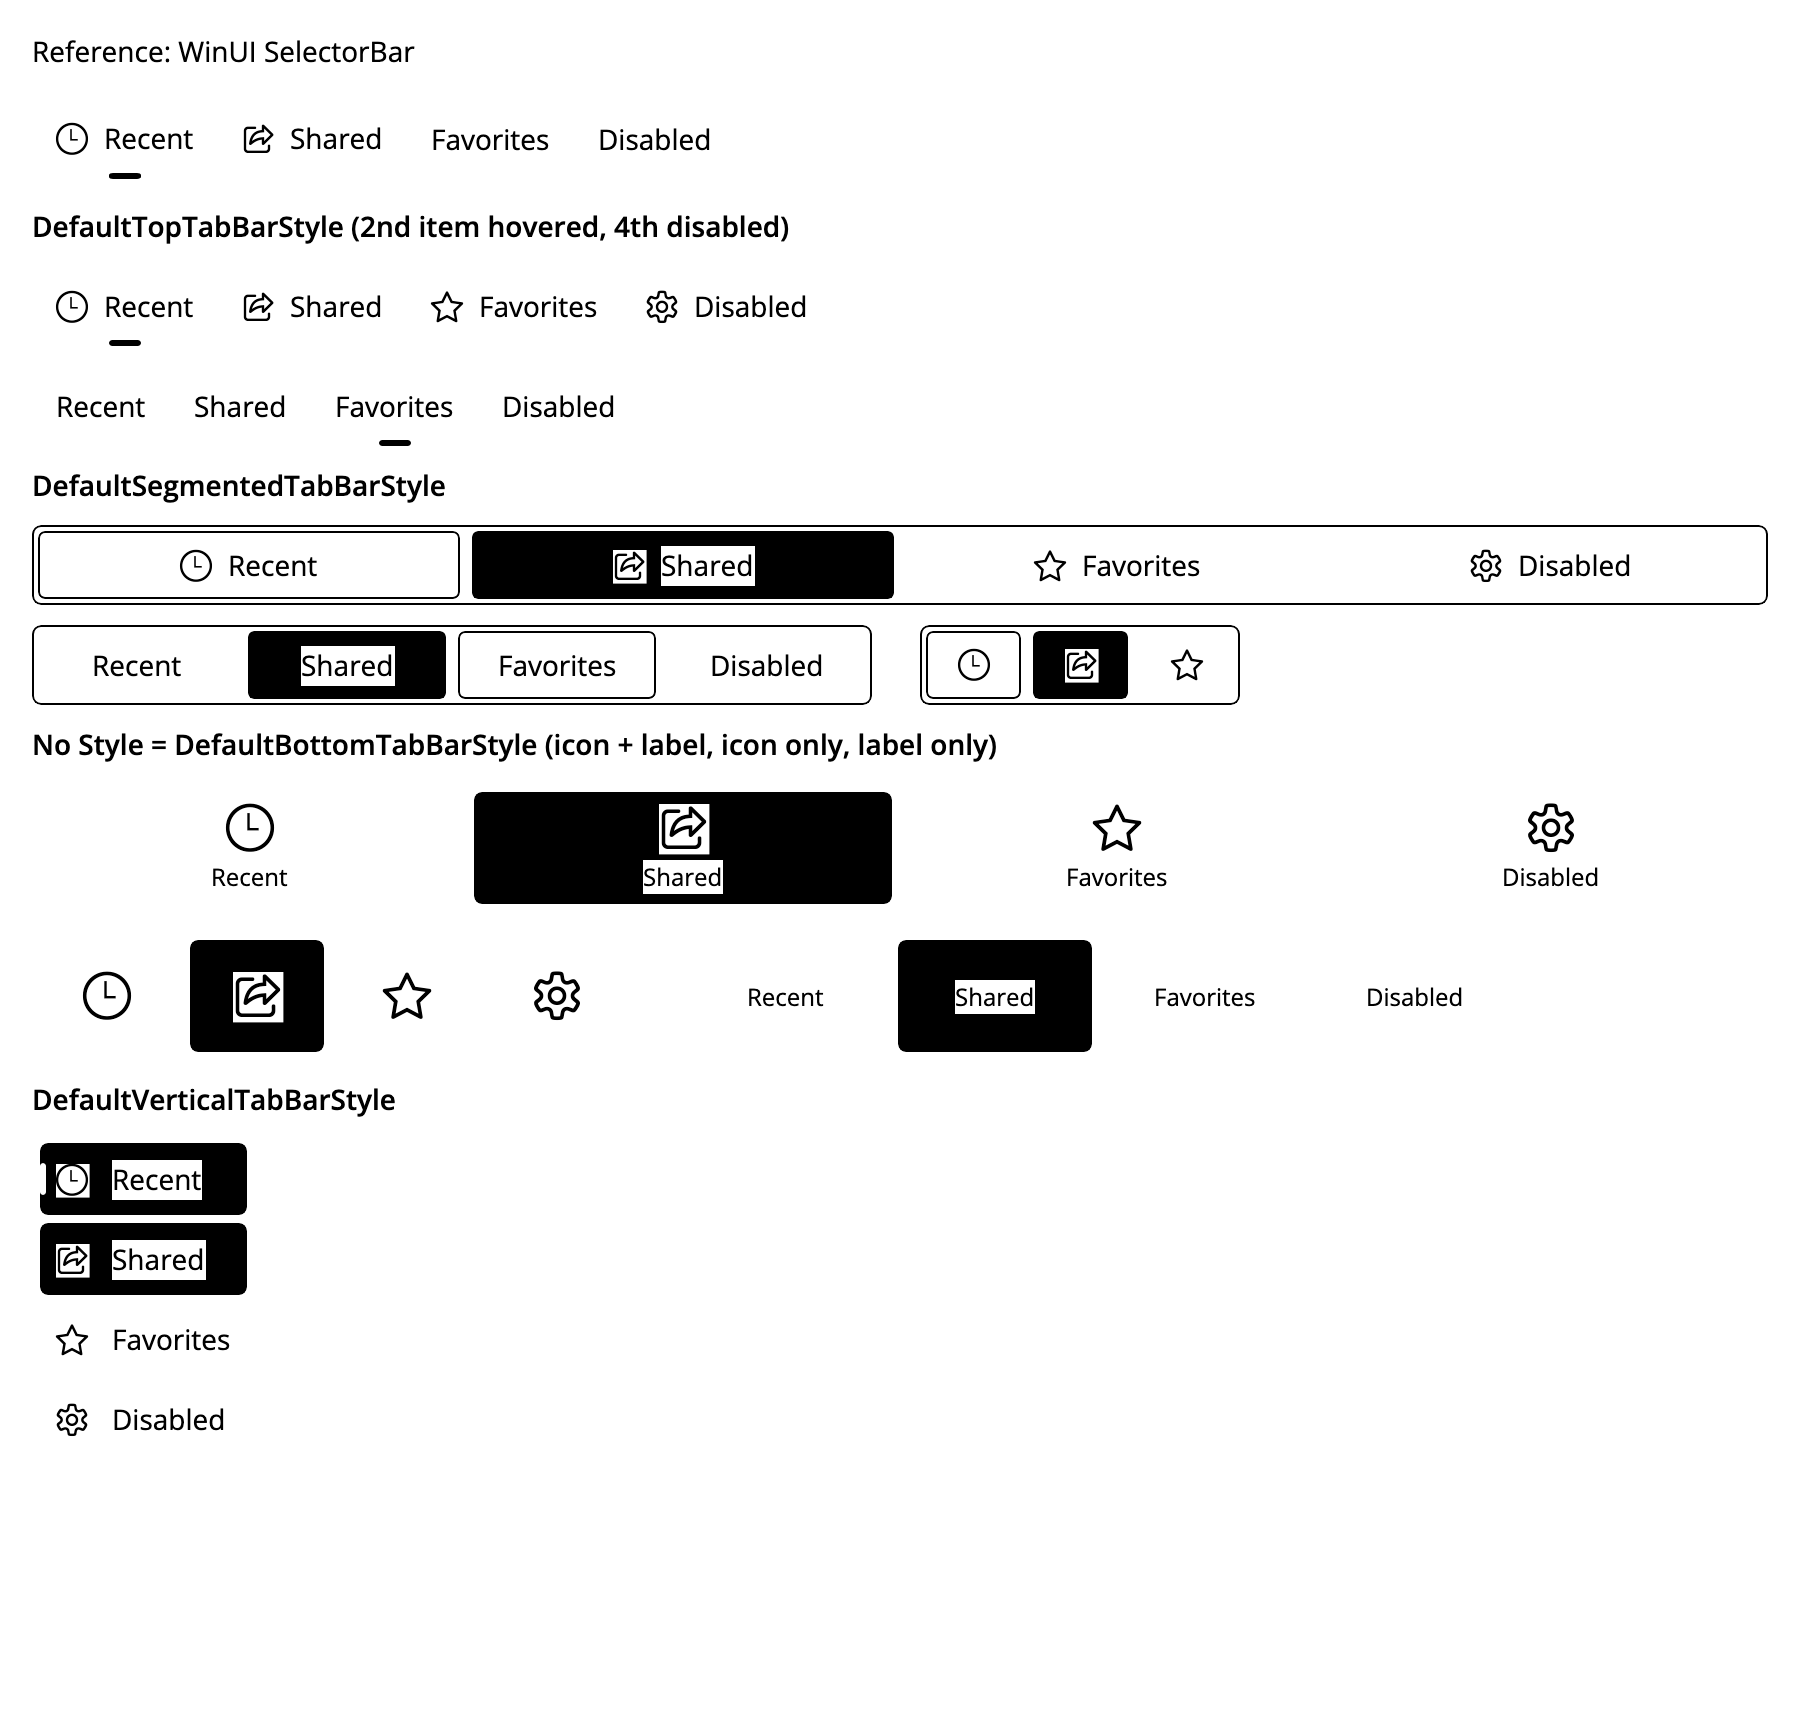 Reference: WinUI SelectorBar
Recent Shared Favorites Disabled
DefaultTopTabBarStyle (2nd item hovered, 4th disabled)
Recent Shared Favorites Disabled
Recent Shared Favorites Disabled
DefaultSegmentedTabBarStyle
Recent Shared Favorites Disabled
Recent Shared Favorites Disabled
No Style = DefaultBottomTabBarStyle (icon + label, icon only, label only)
Recent Shared Favorites Disabled
Recent Shared Favorites Disabled
DefaultVerticalTabBarStyle
Recent
Shared
Favorites
Disabled